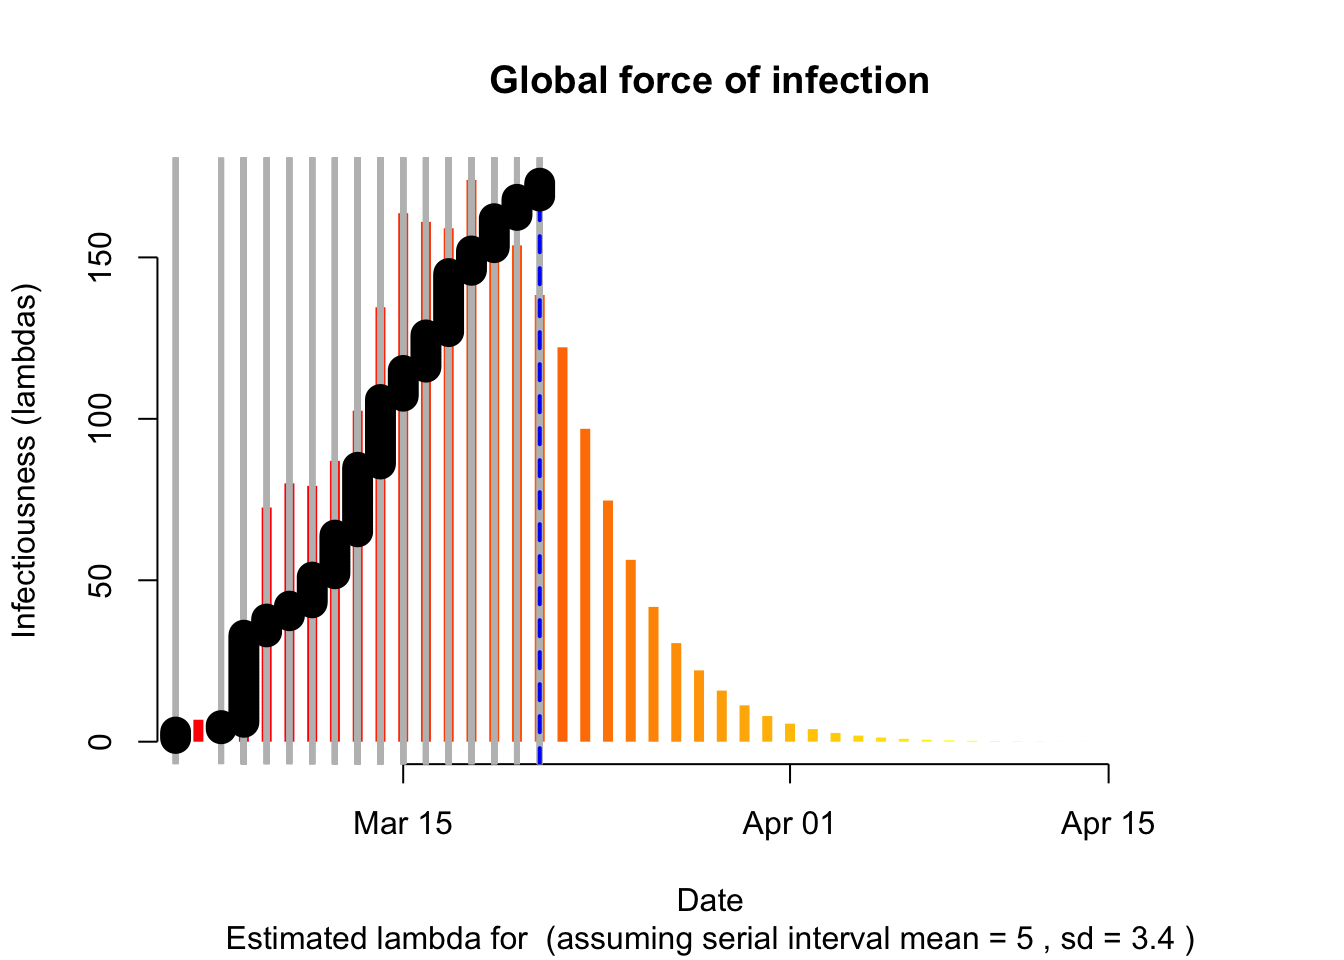 Global force of infection
Infectiousness (lambdas)
150
100
50
0
Mar 15
Apr 01
Apr 15
Date
Estimated lambda for  (assuming serial interval mean = 5 , sd = 3.4 )